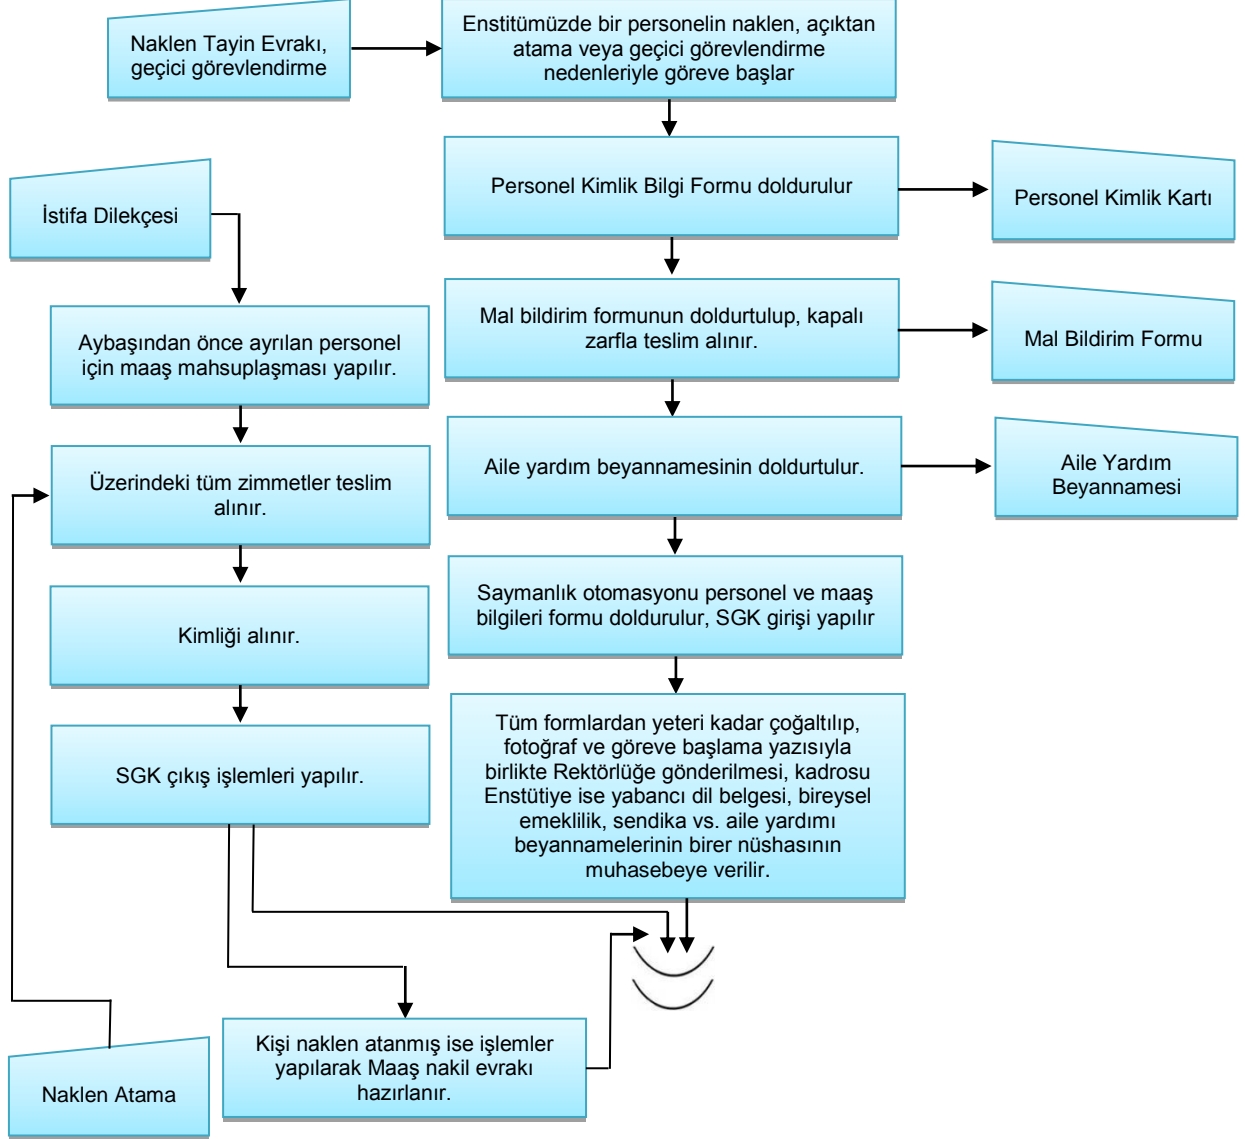 Naklen Tayin Evrakı,
geçici görevlendirme
Enstitümüzde bir personelin naklen, açıktan
atama veya geçici görevlendirme
nedenleriyle göreve başlar
Personel Kimlik Bilgi Formu doldurulur
Personel Kimlik Kartı
İstifa Dilekçesi
Mal bildirim formunun doldurtulup, kapalı
zarfla teslim alınır.
Mal Bildirim Formu
Aybaşından önce ayrılan personel
için maaş mahsuplaşması yapılır.
Aile yardım beyannamesinin doldurtulur.
Aile Yardım
Beyannamesi
Üzerindeki tüm zimmetler teslim
alınır.
Saymanlık otomasyonu personel ve maaş
bilgileri formu doldurulur, SGK girişi yapılır
Kimliği alınır.
Tüm formlardan yeteri kadar çoğaltılıp,
fotoğraf ve göreve başlama yazısıyla
birlikte Rektörlüğe gönderilmesi, kadrosu
Enstütiye ise yabancı dil belgesi, bireysel
emeklilik, sendika vs. aile yardımı
beyannamelerinin birer nüshasının
muhasebeye verilir.
SGK çıkış işlemleri yapılır.
Kişi naklen atanmış ise işlemler
yapılarak Maaş nakil evrakı
hazırlanır.
Naklen Atama